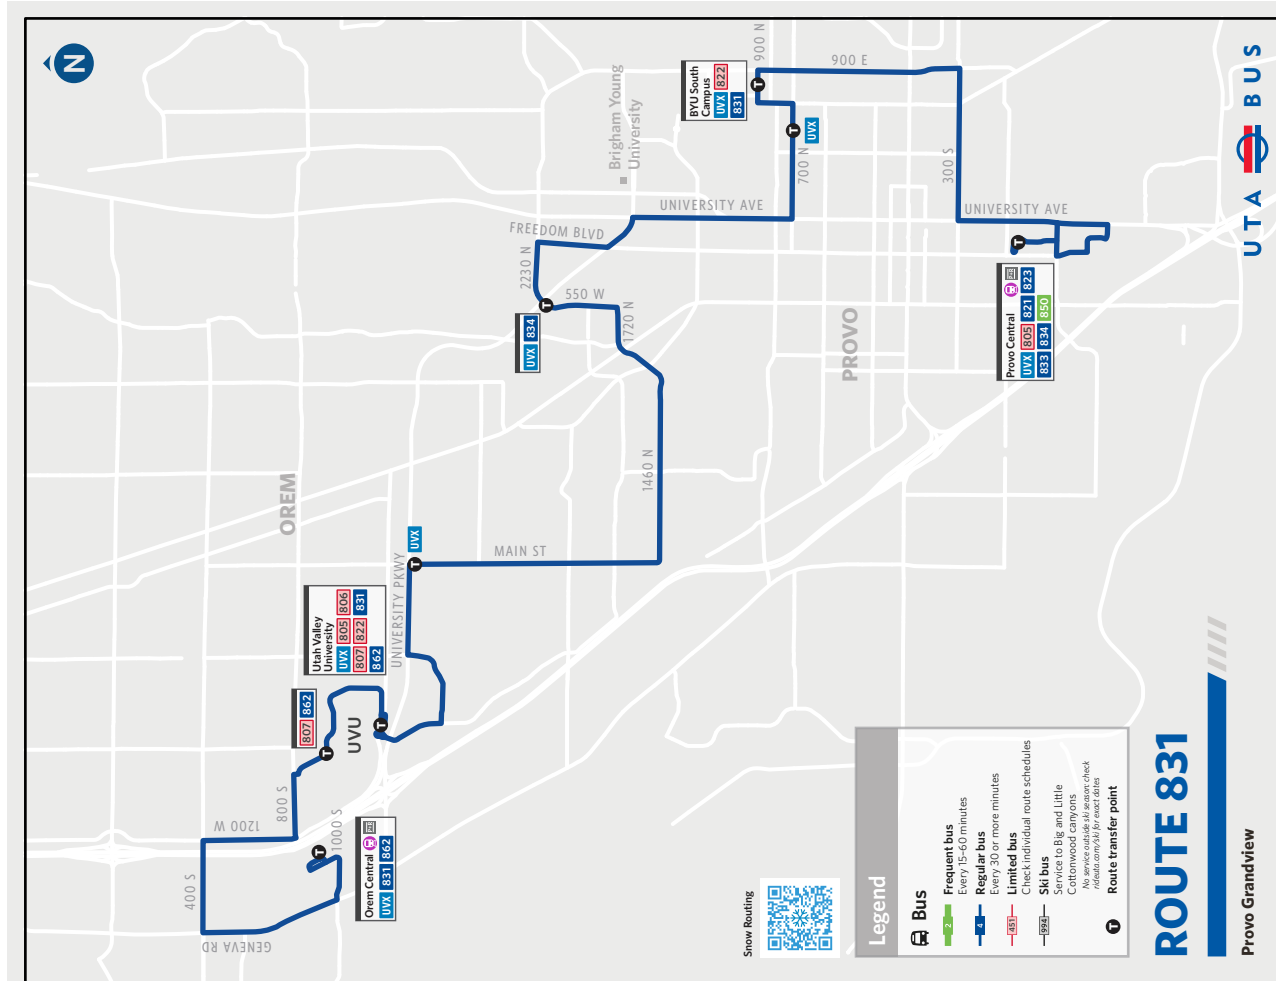 N
UTA BUS
900 N
900 E
BYU South
Campus
UVX 822
831
T
Brigham Young
University
T
UVX
700 N
300 S
UNIVERSITY AVE
UNIVERSITY AVE
FREEDOM BLVD
2230 N
T
550 W
1720 N
UVX 834
T
Provo Central
UVX 805 821 823
833 834 850
PROVO
OREM
1460 N
MAIN ST
UVX
T
UNIVERSITY PKWY
Utah Valley
University
UVX 805 806
807 822 831
862
807 862
T
UVU
T
800 S
1200 W
1000 S
T
400 S
GENEVA RD
Orem Central
UVX 831 862
Snow Routing
Legend
Bus
2 Frequent bus
Every 15-60 minutes
4 Regular bus
Every 30 or more minutes
451 Limited bus
Check individual route schedules
994 Ski bus
Service to Big and Little
Cottonwood canyons
No service outside ski season: check
rideuta.com/ski for exact dates
T Route transfer point
ROUTE 831
Provo Grandview